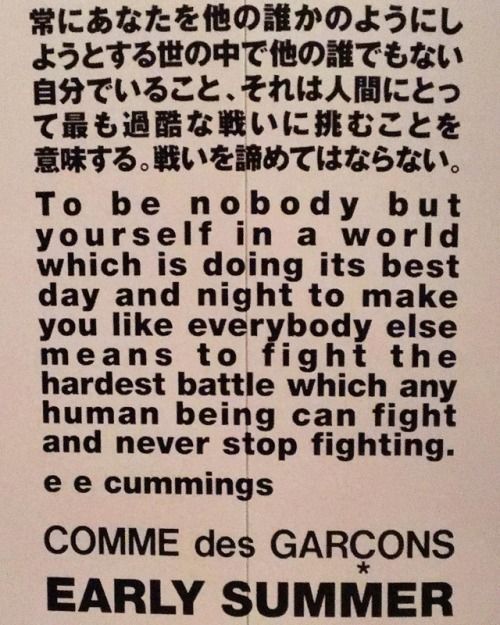 常にあなたを他の誰かのようにし
ようとする世の中で他の誰でもない
自分でいること、それは人間にとっ
て最も過酷な戦いに挑むことを
意味する。戦いを諦めてはならない。
To be nobody but
yourself in a world
which is doing its best
day and night to make
you like everybody else
means to fight the
hardest battle which any
human being can fight
and never stop fighting.
e e cummings
COMME des GARÇONS
*
EARLY SUMMER